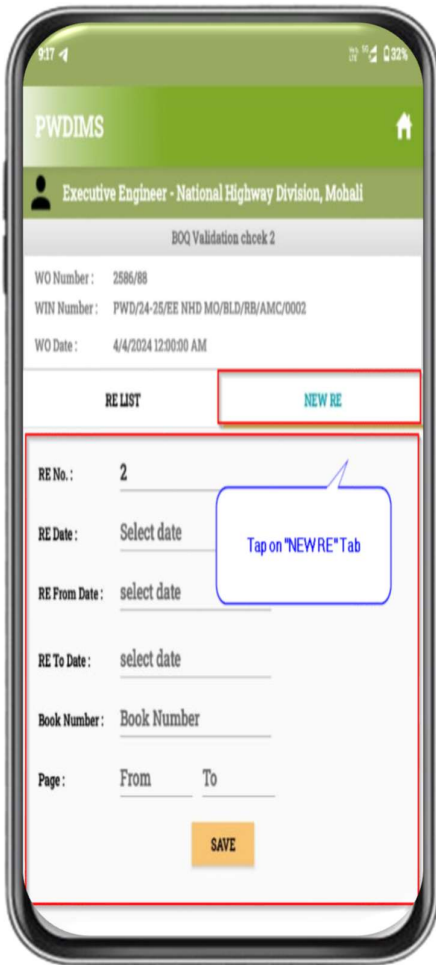 9:17
5G 32%
PWDIMS
Executive Engineer - National Highway Division, Mohali
BOQ Validation chcek 2
WO Number : 2586/88
WIN Number : PWD/24-25/EE NHD MO/BLD/RB/AMC/0002
WO Date : 4/4/2024 12:00:00 AM
RE LIST NEW RE
RE No. : 2
RE Date : Select date
Tap on "NEW RE" Tab
RE From Date : select date
RE To Date : select date
Book Number : Book Number
Page : From To
SAVE